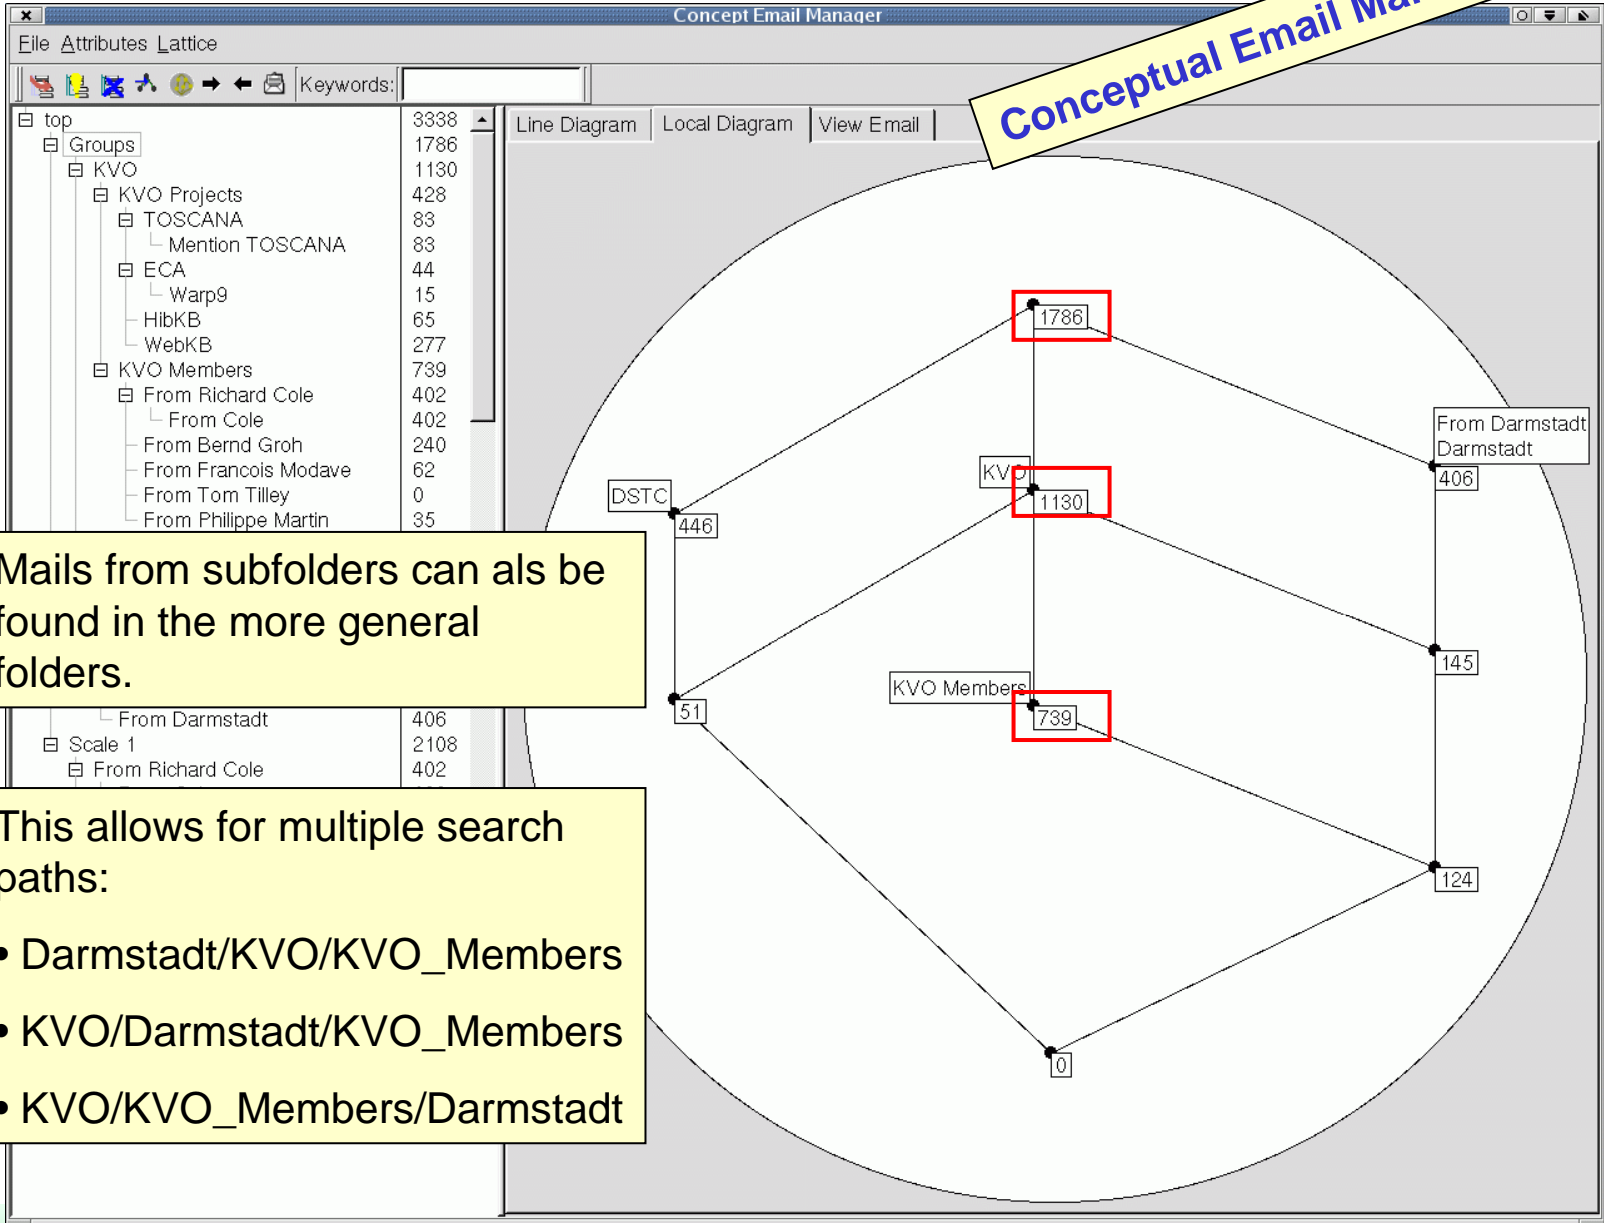 Concept Email Manager
Conceptual Email
File Attributes Lattice
Keywords:
top 3338
Groups 1786
KVO 1130
KVO Projects 428
TOSCANA 83
Mention TOSCANA 83
ECA 44
Warp9 15
HibKB 65
WebKB 277
KVO Members 739
From Richard Cole 402
From Cole 402
From Bernd Groh 240
From Francois Modave 62
From Tom Tilley 0
From Philippe Martin 35
Mails from subfolders can als be
found in the more general
folders.
From Darmstadt 406
Scale 1 2108
From Richard Cole 402
This allows for multiple search
paths:
• Darmstadt/KVO/KVO_Members
• KVO/Darmstadt/KVO_Members
• KVO/KVO_Members/Darmstadt
Line Diagram Local Diagram View Email
1786
From Darmstadt
Darmstadt
406
KVO
1130
DSTC
446
145
KVO Members
739
51
124
0